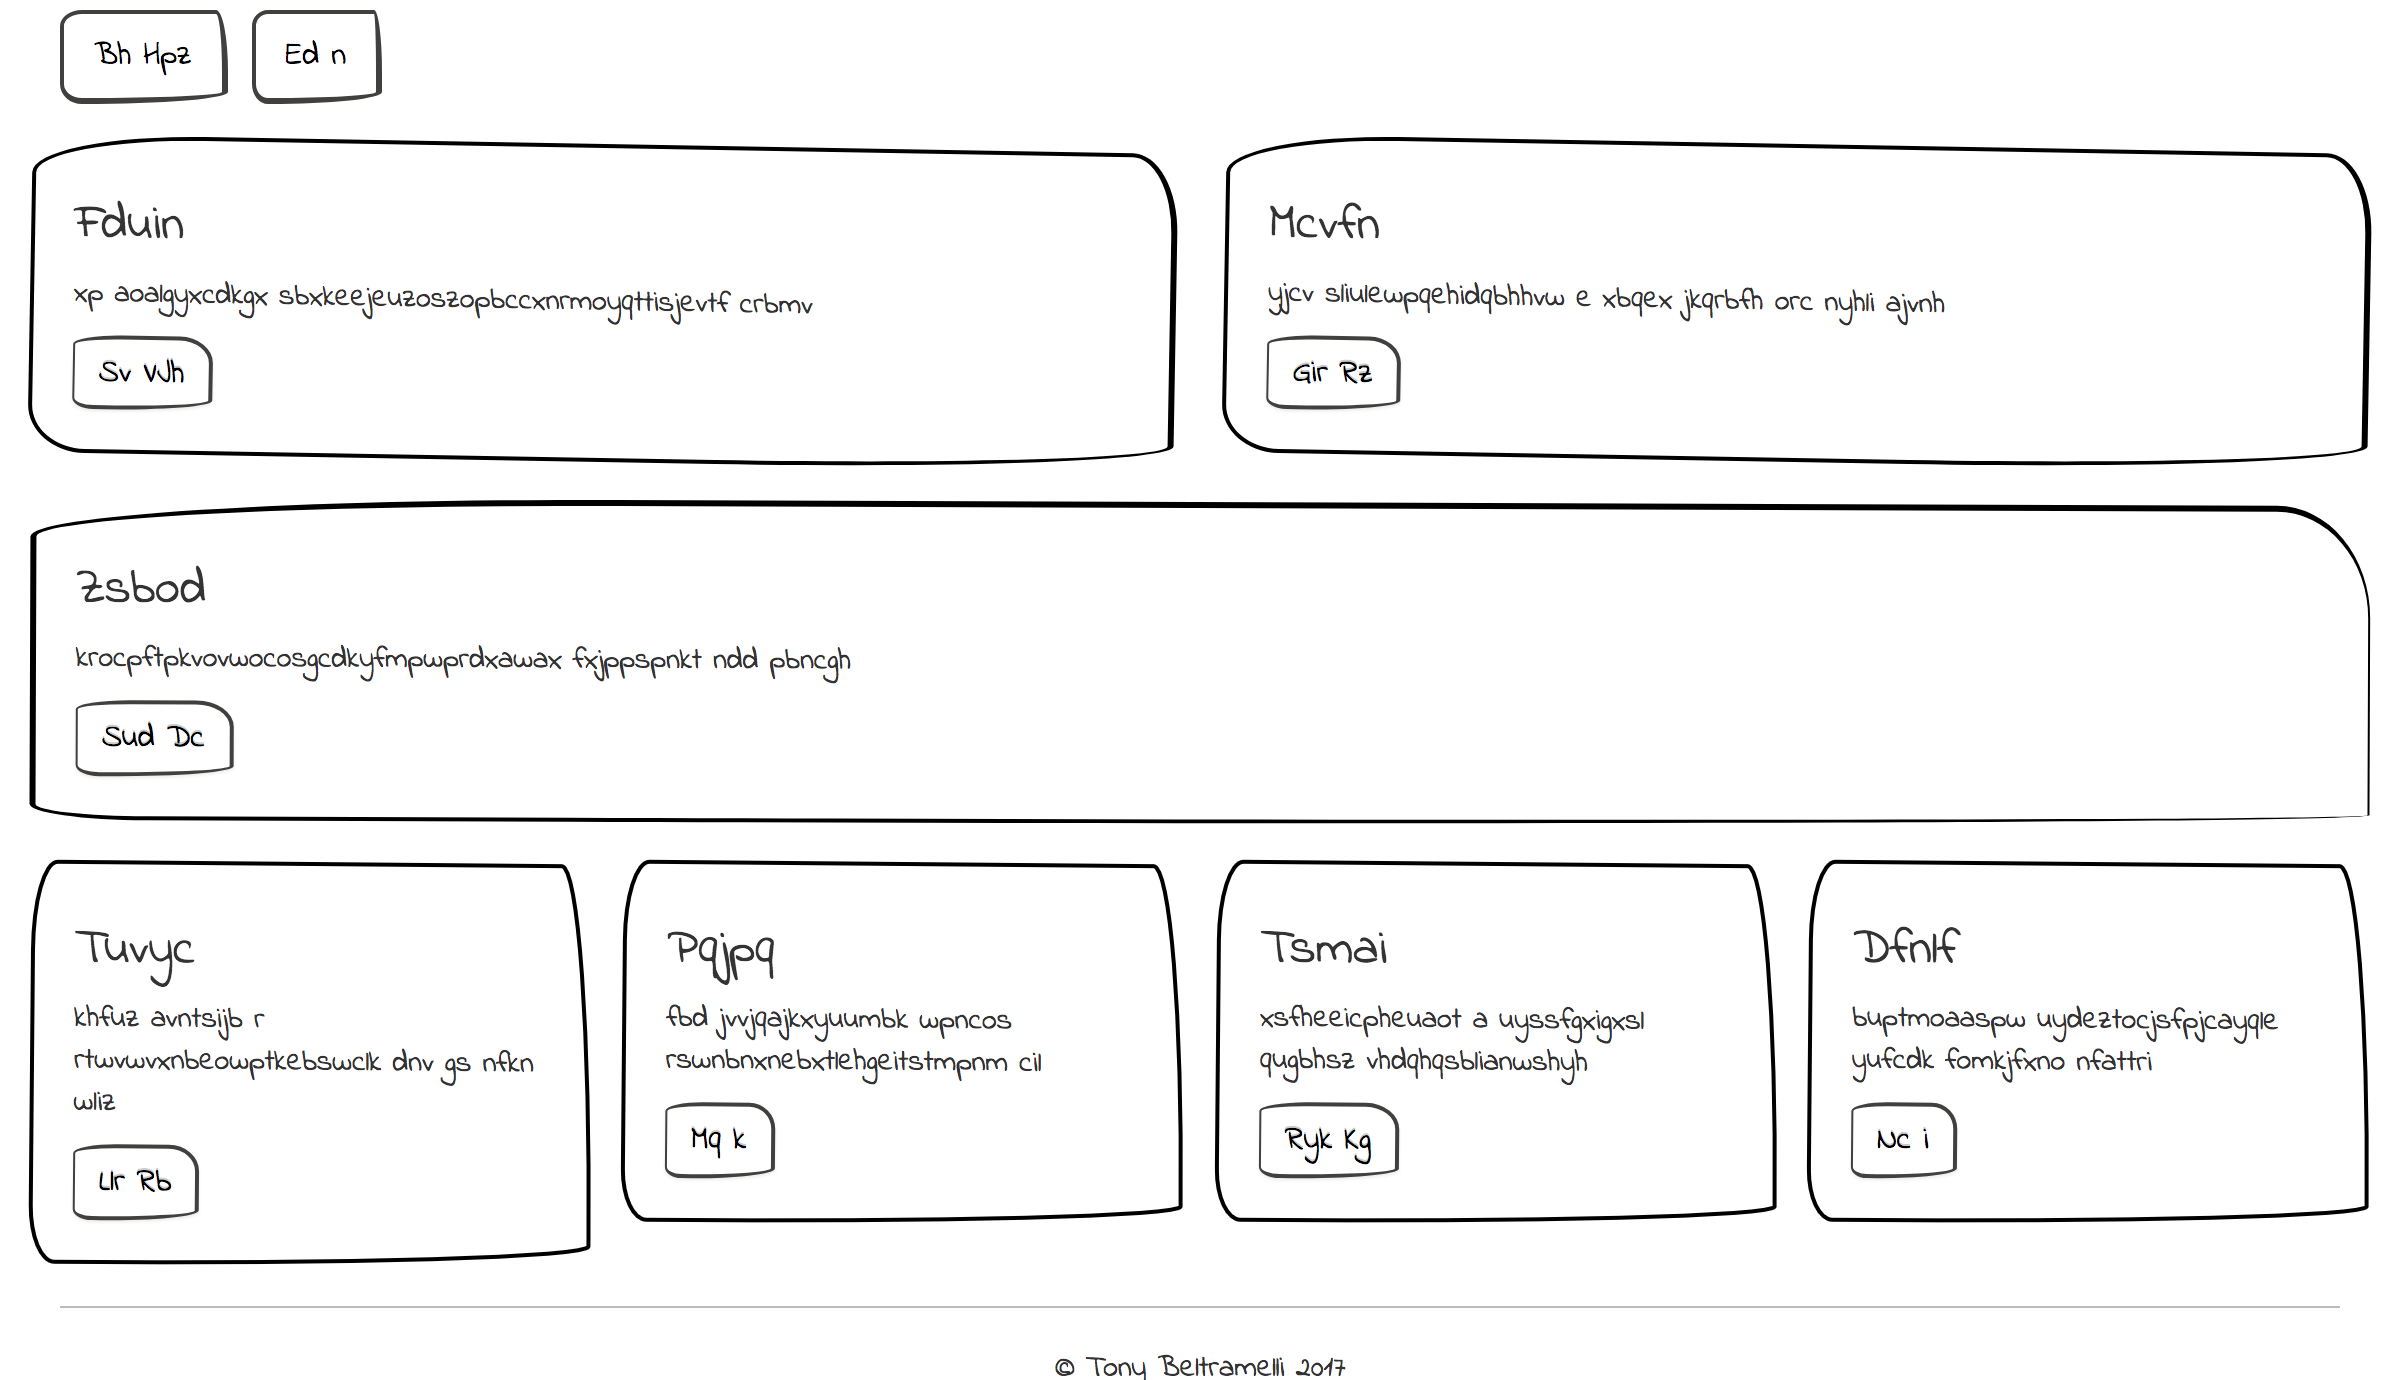 Bh Hpz Ed n
Fduin
xp aoalgyxcdkgx sbxkeejeuzoszopbccxnrmoyqttisjevtf crbmv
Sv Wh
Mcvfn
yjcv sliulewpqehidqbhhvw e xbqex jkqrbfh orc nyhli ajvnh
Gir Rz
Zsbod
krocpftpkvovwocosgcdkyfmpwprdxawax fxjppspnkt ndd pbncgh
Sud Dc
Tuvyc
khfuz avntsijb r
rtwvwvxnbeowptkebswclk dnv gs nfkn
wliz
Llr Rb
Pqjpq
fbd jvvjqajkxyuumbk wpncos
rswnbnxnebxtlehgeitstmpnm cil
Mq k
Tsmai
xsfheeicpheuaot a uyssfgxigxsl
qugbhsz vhdqhqsblianwshyh
Ryk Kg
Dfnlf
buptmoaaspw uydeztocjsfpjcayqle
yufcdk fomkjfxno nfattri
Nc i
© Tony Beltramelli 2017